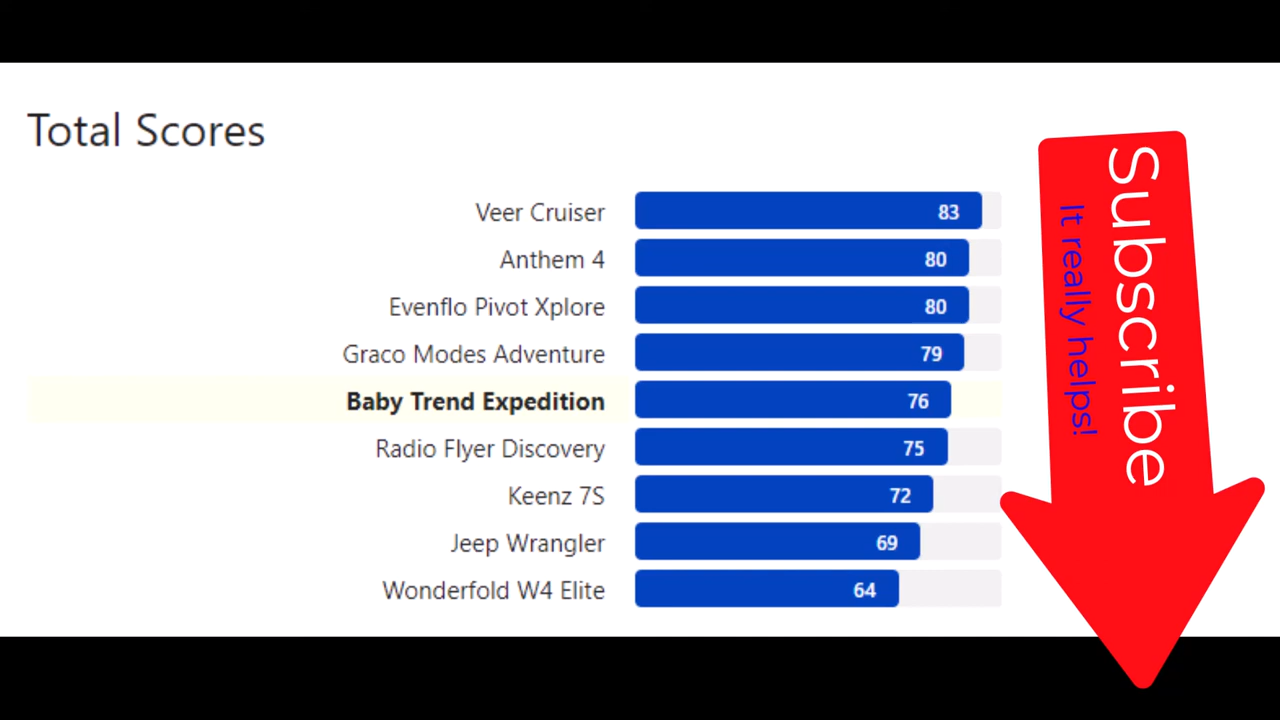 Total Scores
Veer Cruiser 83
Anthem 4 80
Evenflo Pivot Xplore 80
Graco Modes Adventure 79
Baby Trend Expedition 76
Radio Flyer Discovery 75
Keenz 7S 72
Jeep Wrangler 69
Wonderfold W4 Elite 64
Subscribe
It really helps!